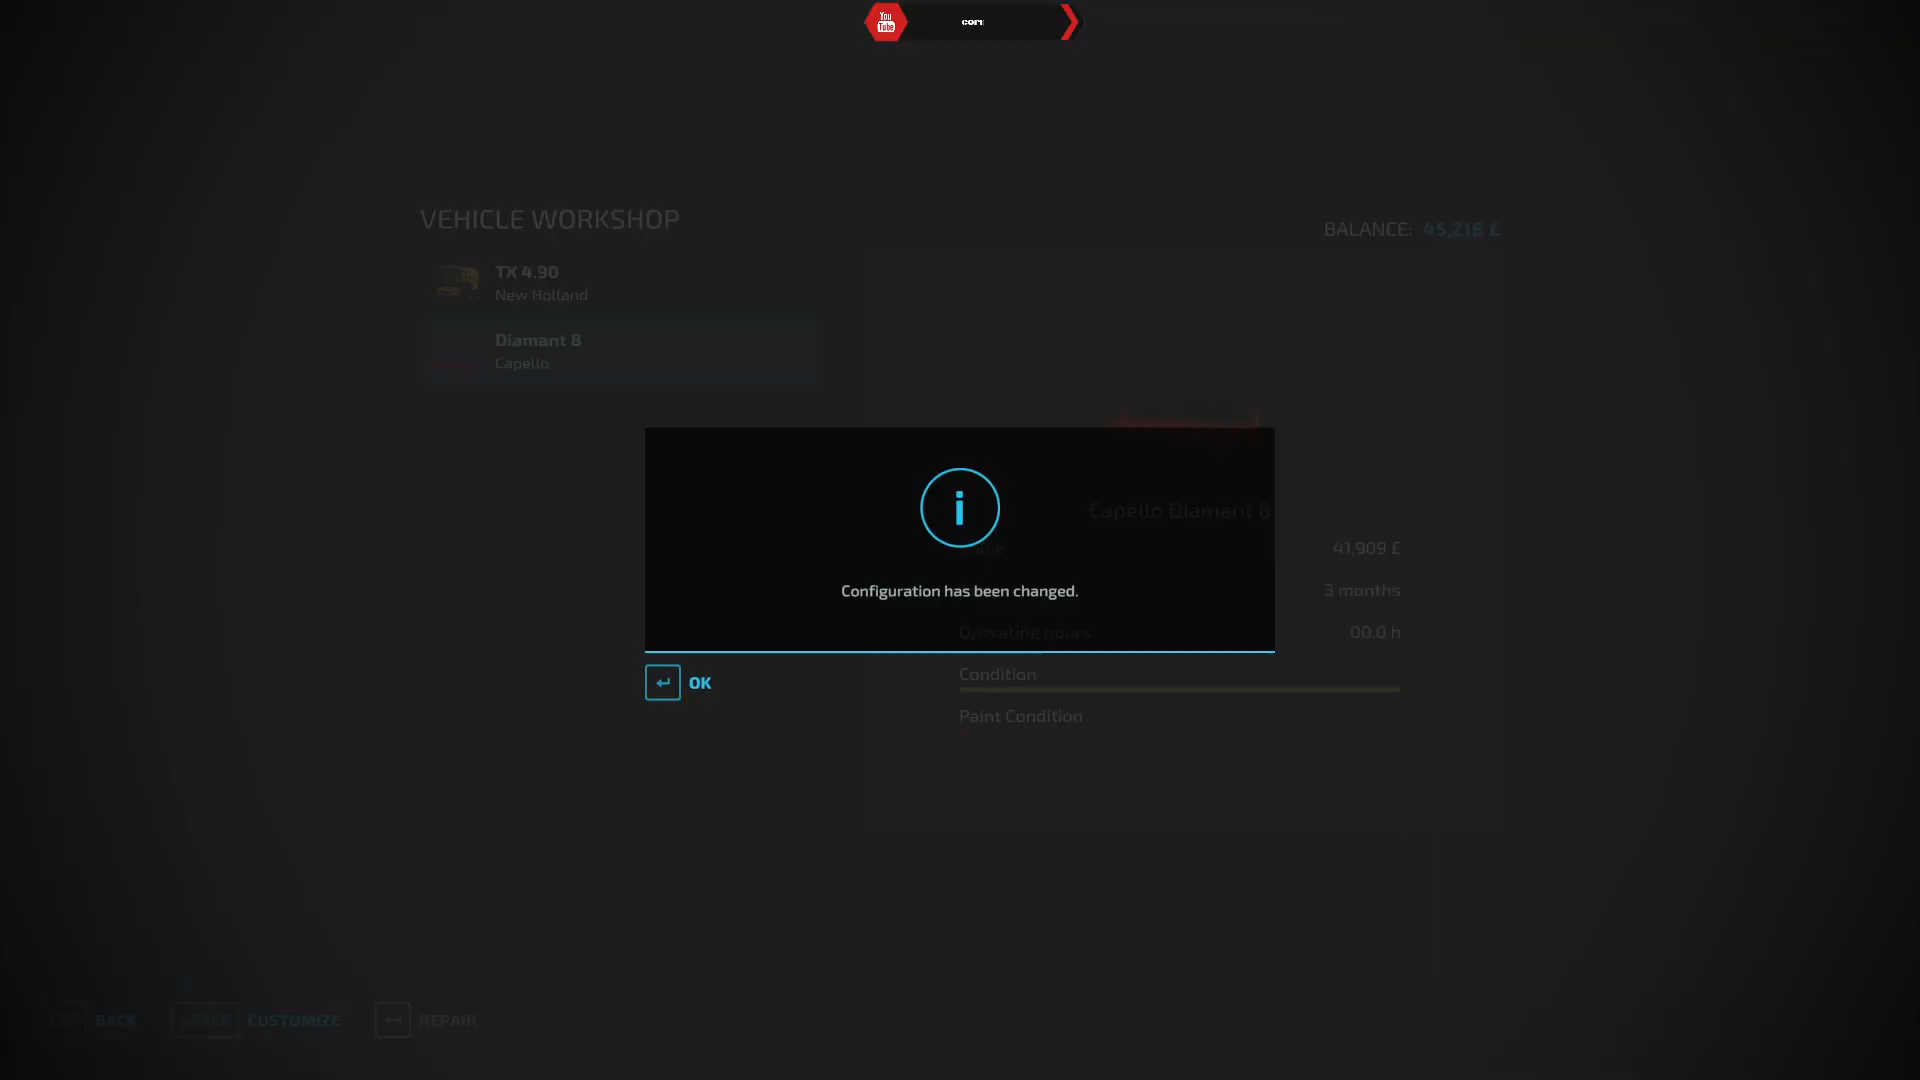 You
Tube
VEHICLE WORKSHOP
BALANCE: 45,218 £
TX 4.90
New Holland
Diamant 8
Capello
Capello Diamant 8
41,909 £
Configuration has been changed.
3 months
Operating hours
00.0 h
Condition
OK
Paint Condition
BACK
CUSTOMIZE
REPAIR